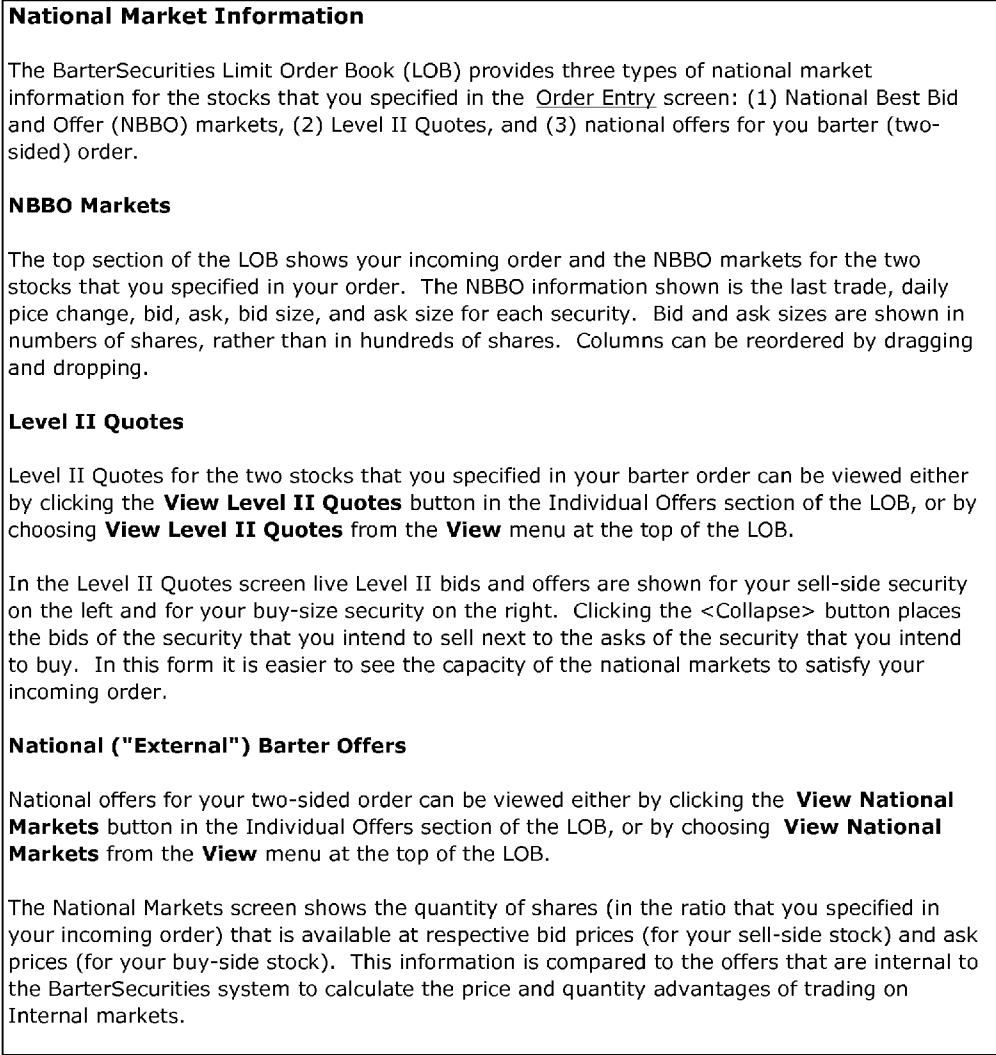 National Market Information
The BarterSecurities Limit Order Book (LOB) provides three types of national market
information for the stocks that you specified in the Order Entry screen: (1) National Best Bid
and Offer (NBBO) markets, (2) Level II Quotes, and (3) national offers for you barter (two-
sided) order.
NBBO Markets
The top section of the LOB shows your incoming order and the NBBO markets for the two
stocks that you specified in your order. The NBBO information shown is the last trade, daily
pice change, bid, ask, bid size, and ask size for each security. Bid and ask sizes are shown in
numbers of shares, rather than in hundreds of shares. Columns can be reordered by dragging
and dropping.
Level II Quotes
Level II Quotes for the two stocks that you specified in your barter order can be viewed either
by clicking the View Level II Quotes button in the Individual Offers section of the LOB, or by
choosing View Level II Quotes from the View menu at the top of the LOB.
In the Level II Quotes screen live Level II bids and offers are shown for your sell-side security
on the left and for your buy-size security on the right. Clicking the <Collapse> button places
the bids of the security that you intend to sell next to the asks of the security that you intend
to buy. In this form it is easier to see the capacity of the national markets to satisfy your
incoming order.
National ("External") Barter Offers
National offers for your two-sided order can be viewed either by clicking the View National
Markets button in the Individual Offers section of the LOB, or by choosing View National
Markets from the View menu at the top of the LOB.
The National Markets screen shows the quantity of shares (in the ratio that you specified in
your incoming order) that is available at respective bid prices (for your sell-side stock) and ask
prices (for your buy-side stock). This information is compared to the offers that are internal to
the BarterSecurities system to calculate the price and quantity advantages of trading on
Internal markets.